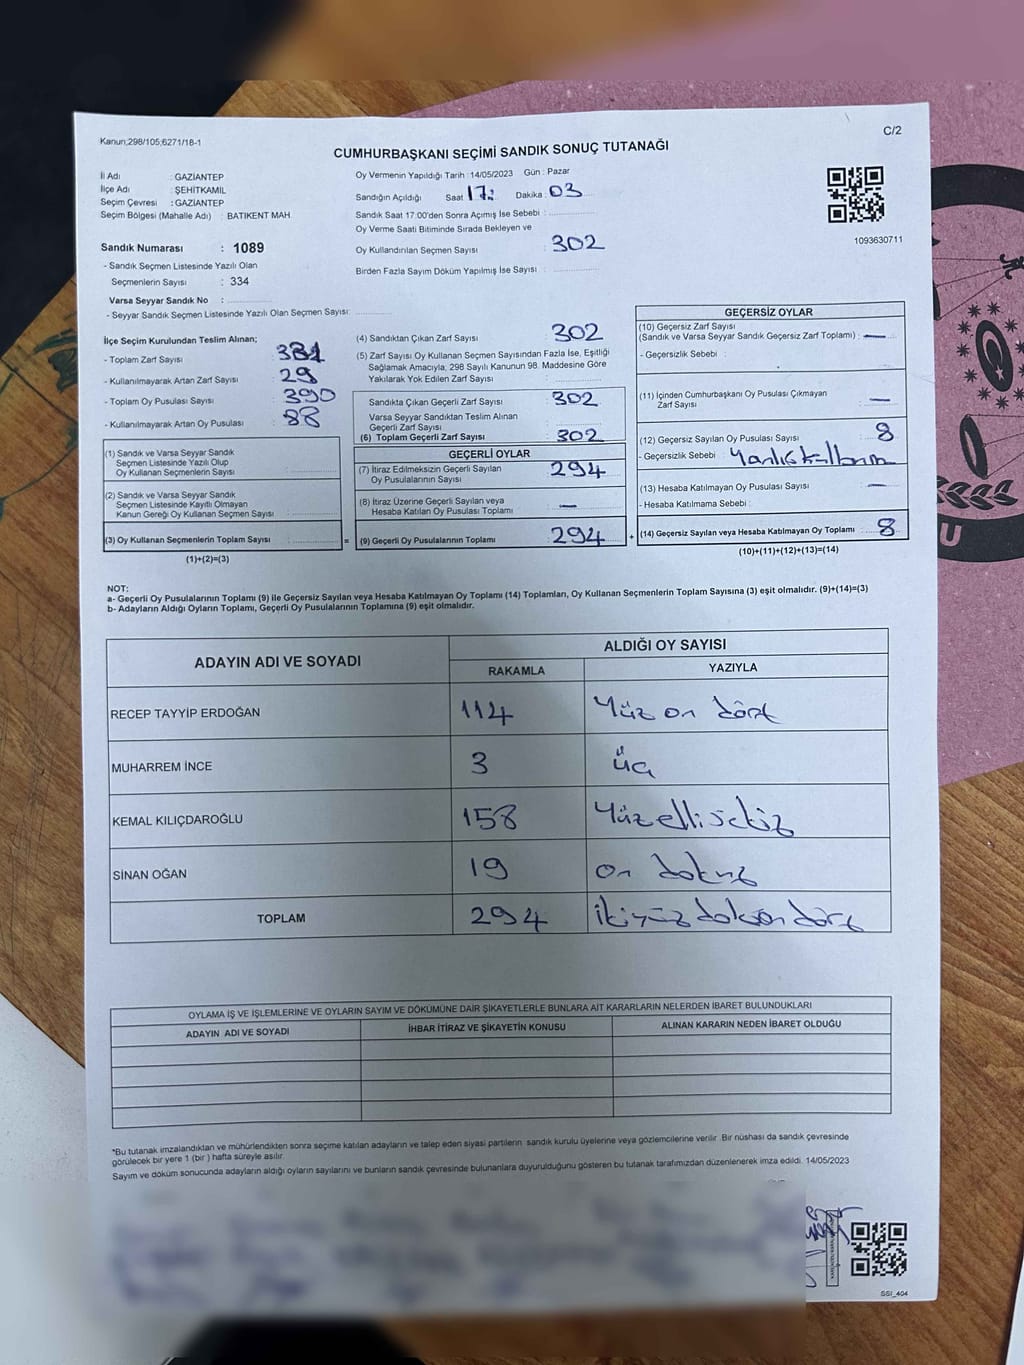 Kanun;298/105;6271/18-1
C/2
CUMHURBAŞKANI SEÇİMİ SANDIK SONUÇ TUTANAĞI
İl Adı : GAZİANTEP
İlçe Adı : ŞEHİTKAMİL
Seçim Çevresi : GAZİANTEP
Seçim Bölgesi (Mahalle Adı) : BATIKENT MAH.
Sandık Numarası : 1089
- Sandık Seçmen Listesinde Yazılı Olan
Seçmenlerin Sayısı : 334
Varsa Seyyar Sandık No :
- Seyyar Sandık Seçmen Listesinde Yazılı Olan Seçmen Sayısı:
Oy Vermenin Yapıldığı Tarih : 14/05/2023 Gün : Pazar
Sandığın Açıldığı Saat 17: Dakika : 03
Sandık Saat 17:00'den Sonra Açımış İse Sebebi :
Oy Verme Saati Bitiminde Sırada Bekleyen ve
Oy Kullandırılan Seçmen Sayısı : 302
Birden Fazla Sayım Döküm Yapılmış İse Sayısı :
1093630711
İlçe Seçim Kurulundan Teslim Alınan;
- Toplam Zarf Sayısı :
- Kullanılmayarak Artan Zarf Sayısı : 29
- Toplam Oy Pusulası Sayısı : 390
- Kullanılmayarak Artan Oy Pusulası : 88
(1) Sandık ve Varsa Seyyar Sandık
Seçmen Listesinde Yazılı Olup
Oy Kullanan Seçmenlerin Sayısı
(2) Sandık ve Varsa Seyyar Sandık
Seçmen Listesinde Kayıtlı Olmayan
Kanun Gereği Oy Kullanan Seçmen Sayısı
(3) Oy Kullanan Seçmenlerin Toplam Sayısı =
(1)+(2)=(3)
(4) Sandıktan Çıkan Zarf Sayısı : 302
(5) Zarf Sayısı Oy Kullanan Seçmen Sayısından Fazla İse, Eşitliği
Sağlamak Amacıyla, 298 Sayılı Kanunun 98. Maddesine Göre
Yakılarak Yok Edilen Zarf Sayısı :
Sandıkta Çıkan Geçerli Zarf Sayısı : 302
Varsa Seyyar Sandıktan Teslim Alınan
Geçerli Zarf Sayısı :
(6) Toplam Geçerli Zarf Sayısı : 302
GEÇERLİ OYLAR
(7) İtiraz Edilmeksizin Geçerli Sayılan
Oy Pusulalarının Sayısı : 294
(8) İtiraz Üzerine Geçerli Sayılan veya
Hesaba Katılan Oy Pusulası Toplamı : —
(9) Geçerli Oy Pusulalarının Toplamı : 294 +
GEÇERSİZ OYLAR
(10) Geçersiz Zarf Sayısı
(Sandık ve Varsa Seyyar Sandık Geçersiz Zarf Toplamı) : —
- Geçersizlik Sebebi :
(11) İçinden Cumhurbaşkanı Oy Pusulası Çıkmayan
Zarf Sayısı : —
(12) Geçersiz Sayılan Oy Pusulası Sayısı : 8
- Geçersizlik Sebebi : Yanlış kullanım
(13) Hesaba Katılmayan Oy Pusulası Sayısı : —
- Hesaba Katılmama Sebebi :
(14) Geçersiz Sayılan veya Hesaba Katılmayan Oy Toplamı : 8
(10)+(11)+(12)+(13)=(14)
NOT:
a- Geçerli Oy Pusulalarının Toplamı (9) ile Geçersiz Sayılan veya Hesaba Katılmayan Oy Toplamı (14) Toplamları, Oy Kullanan Seçmenlerin Toplam Sayısına (3) eşit olmalıdır. (9)+(14)=(3)
b- Adayların Aldığı Oyların Toplamı, Geçerli Oy Pusulalarının Toplamına (9) eşit olmalıdır.
ADAYIN ADI VE SOYADI ALDIĞI OY SAYISI
RAKAMLA YAZIYLA
RECEP TAYYİP ERDOĞAN 114 Yüz on dört
MUHARREM İNCE 3 üç
KEMAL KILIÇDAROĞLU 158 Yüz elli sekiz
SİNAN OĞAN 19 on dokuz
TOPLAM 294 ikiyüz doksan dört
OYLAMA İŞ VE İŞLEMLERİNE VE OYLARIN SAYIM VE DÖKÜMÜNE DAİR ŞİKAYETLERLE BUNLARA AİT KARARLARIN NELERDEN İBARET BULUNDUKLARI
ADAYIN ADI VE SOYADI İHBAR İTİRAZ VE ŞİKAYETİN KONUSU ALINAN KARARIN NEDEN İBARET OLDUĞU
*Bu tutanak imzalandıktan ve mühürlendikten sonra seçime katılan adayların ve talep eden siyasi partilerin sandık kurulu üyelerine veya gözlemcilerine verilir. Bir nüshası da sandık çevresinde
görülecek bir yere 1 (bir ) hafta süreyle asılır.
Sayım ve döküm sonucunda adayların aldığı oyların sayılarını ve bunların sandık çevresinde bulunanlara duyurulduğunu gösteren bu tutanak tarafımızdan düzenlenerek imza edildi. 14/05/2023
SSI_404
U